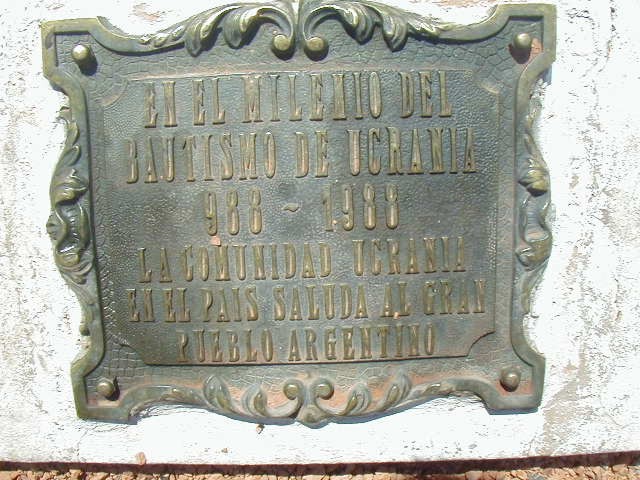 EN EL MILENIO DEL
BAUTISMO DE UCRANIA
988 - 1988
LA COMUNIDAD UCRANIA
EN EL PAIS SALUDA AL GRAN
PUEBLO ARGENTINO